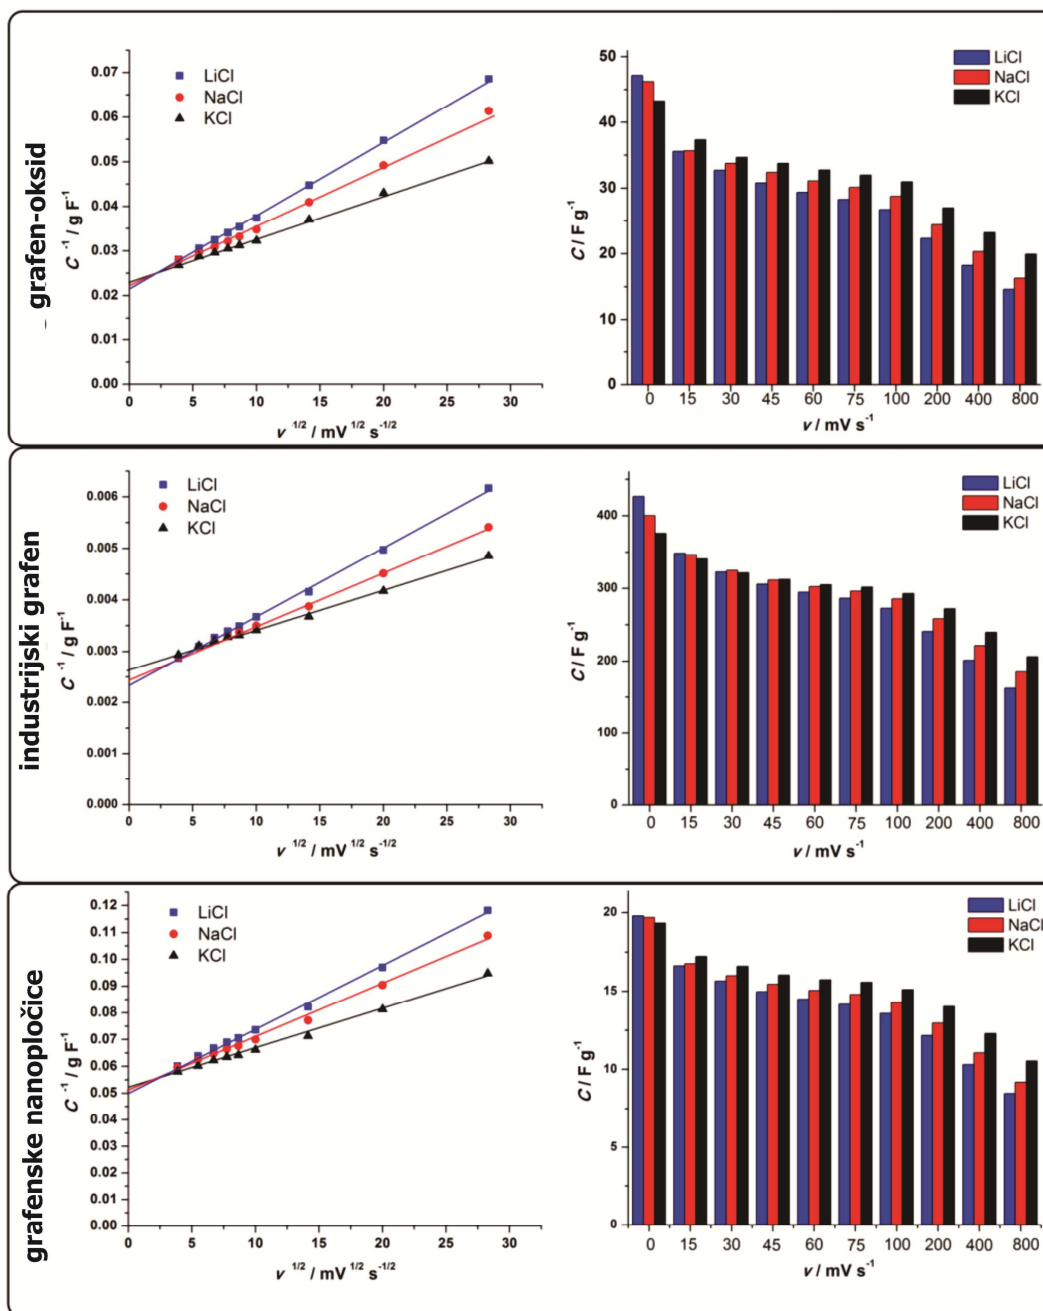 grafen-oksid
LiCl
NaCl
KCl
C ⁻¹ / g F⁻¹
0.07
0.06
0.05
0.04
0.03
0.02
0.01
0.00
0 5 10 15 20 25 30
v ^1/2 / mV ^1/2 s^-1/2
LiCl
NaCl
KCl
C / F g⁻¹
50
40
30
20
10
0
0 15 30 45 60 75 100 200 400 800
v / mV s⁻¹
industrijski grafen
LiCl
NaCl
KCl
C ⁻¹ / g F⁻¹
0.006
0.005
0.004
0.003
0.002
0.001
0.000
0 5 10 15 20 25 30
v ^1/2 / mV ^1/2 s^-1/2
LiCl
NaCl
KCl
C / F g⁻¹
400
300
200
100
0
0 15 30 45 60 75 100 200 400 800
v / mV s⁻¹
grafenske nanopločice
LiCl
NaCl
KCl
C ⁻¹ / g F⁻¹
0.12
0.11
0.10
0.09
0.08
0.07
0.06
0.05
0.04
0.03
0.02
0.01
0.00
0 5 10 15 20 25 30
v ^1/2 / mV ^1/2 s^-1/2
LiCl
NaCl
KCl
C / F g⁻¹
20
15
10
5
0
0 15 30 45 60 75 100 200 400 800
v / mV s⁻¹